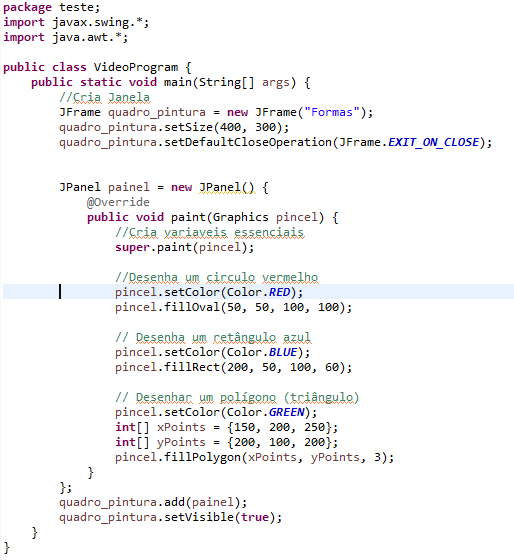 package teste;
import javax.swing.*;
import java.awt.*;

public class VideoProgram {
    public static void main(String[] args) {
        //Cria Janela
        JFrame quadro_pintura = new JFrame("Formas");
        quadro_pintura.setSize(400, 300);
        quadro_pintura.setDefaultCloseOperation(JFrame.EXIT_ON_CLOSE);


        JPanel painel = new JPanel() {
            @Override
            public void paint(Graphics pincel) {
                //Cria variaveis essenciais
                super.paint(pincel);

                //Desenha um circulo vermelho
                pincel.setColor(Color.RED);
                pincel.fillOval(50, 50, 100, 100);

                // Desenha um retângulo azul
                pincel.setColor(Color.BLUE);
                pincel.fillRect(200, 50, 100, 60);

                // Desenhar um polígono (triângulo)
                pincel.setColor(Color.GREEN);
                int[] xPoints = {150, 200, 250};
                int[] yPoints = {200, 100, 200};
                pincel.fillPolygon(xPoints, yPoints, 3);
            }
        };
        quadro_pintura.add(painel);
        quadro_pintura.setVisible(true);
    }
}